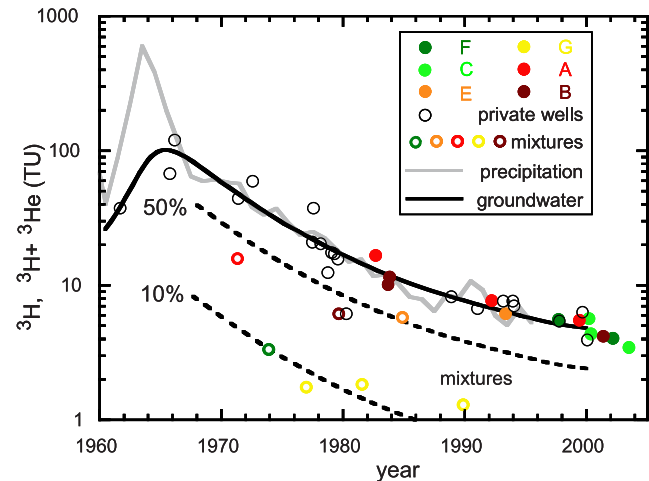 1000
100
10
1
³H, ³H+ ³He (TU)
F G
C A
E B
private wells
mixtures
precipitation
groundwater
50%
10%
mixtures
1960 1970 1980 1990 2000
year